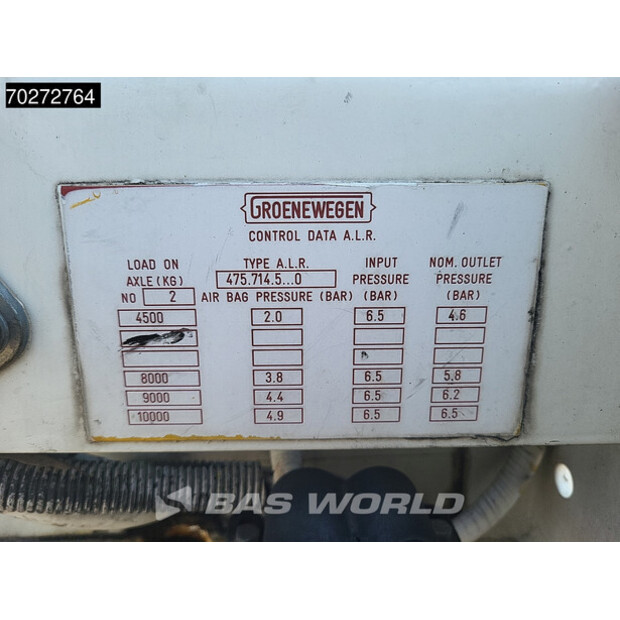 70272764
GROENEWEGEN
CONTROL DATA A.L.R.
LOAD ON TYPE A.L.R. INPUT NOM. OUTLET
AXLE (KG) 475.714.5...0 PRESSURE PRESSURE
NO 2 AIR BAG PRESSURE (BAR) (BAR) (BAR)
4500 2.0 6.5 4.6
8000 3.8 6.5 5.8
9000 4.4 6.5 6.2
10000 4.9 6.5 6.5
BAS WORLD